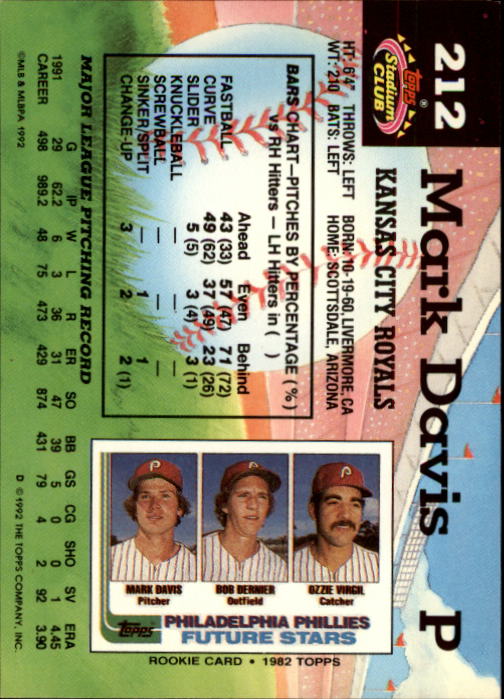 212
Topps®
Stadium
CLUB
Mark Davis P
KANSAS CITY ROYALS
HT: 6'4" THROWS: LEFT BORN: 10-19-60, LIVERMORE, CA
WT: 210 BATS: LEFT HOME: SCOTTSDALE, ARIZONA
BARS CHART—PITCHES BY PERCENTAGE (%)
vs RH Hitters — LH Hitters in ( )
Ahead Even Behind
FASTBALL 43 (33) 57 (47) 71 (72)
CURVE 49 (62) 37 (49) 23 (26)
SLIDER 5 (5) 3 (4) 3 (1)
KNUCKLEBALL — — —
SCREWBALL — — —
SINKER/SPLIT — 1 1
CHANGE-UP 3 2 2 (1)
MAJOR LEAGUE PITCHING RECORD
G IP W L R ER SO BB GS CG SHO SV ERA
1991 29 62.2 6 3 36 31 47 39 5 0 0 1 4.45
CAREER 498 989.2 48 75 473 429 874 431 79 4 2 92 3.90
©MLB & MLBPA 1992
D © 1992 THE TOPPS COMPANY, INC.
MARK DAVIS
Pitcher
BOB DERNIER
Outfield
OZZIE VIRGIL
Catcher
Topps
PHILADELPHIA PHILLIES
FUTURE STARS
ROOKIE CARD • 1982 TOPPS